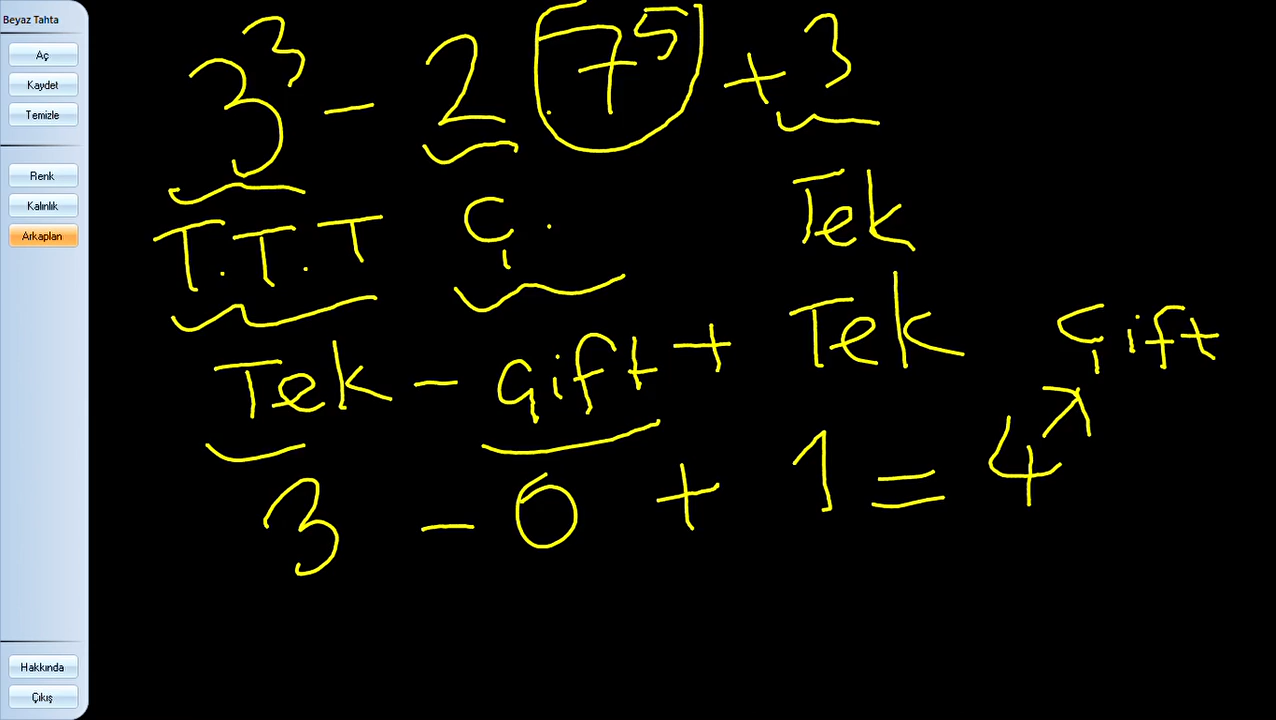 Beyaz Tahta
Aç
Kaydet
Temizle
Renk
Kalınlık
Arkaplan
Hakkında
Çıkış
3³ - 2 7⁵ + 3
T.T.T Ç. Tek
Tek - Çift + Tek Çift
3 - 0 + 1 = 4